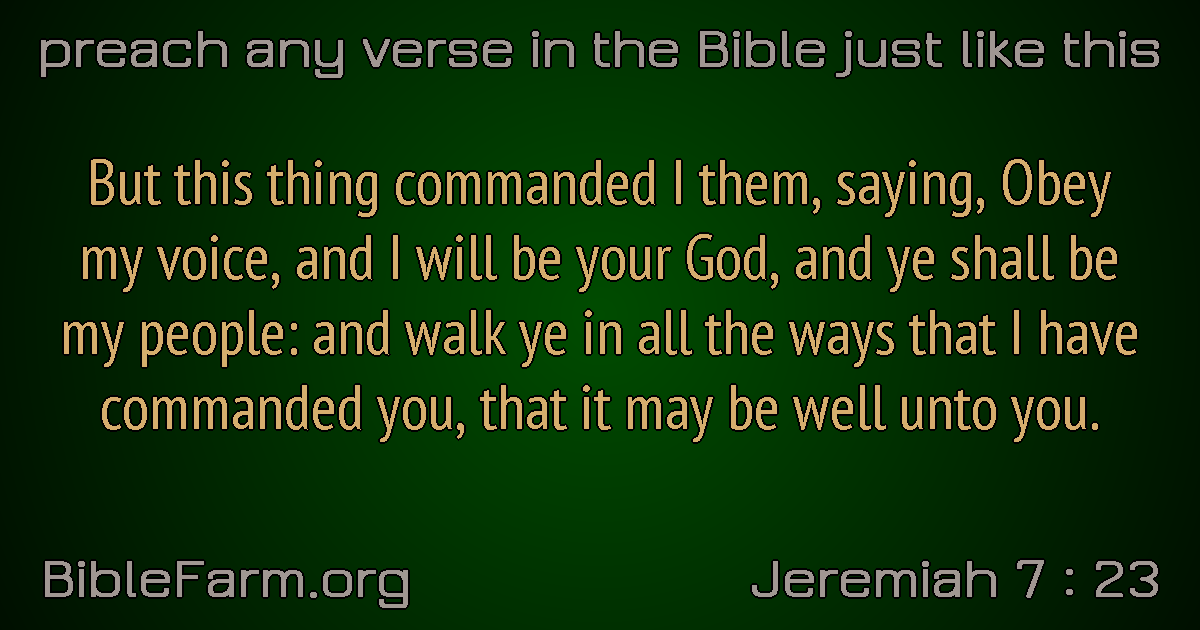 preach any verse in the Bible just like this
But this thing commanded I them, saying, Obey
my voice, and I will be your God, and ye shall be
my people: and walk ye in all the ways that I have
commanded you, that it may be well unto you.
BibleFarm.org
Jeremiah 7 : 23